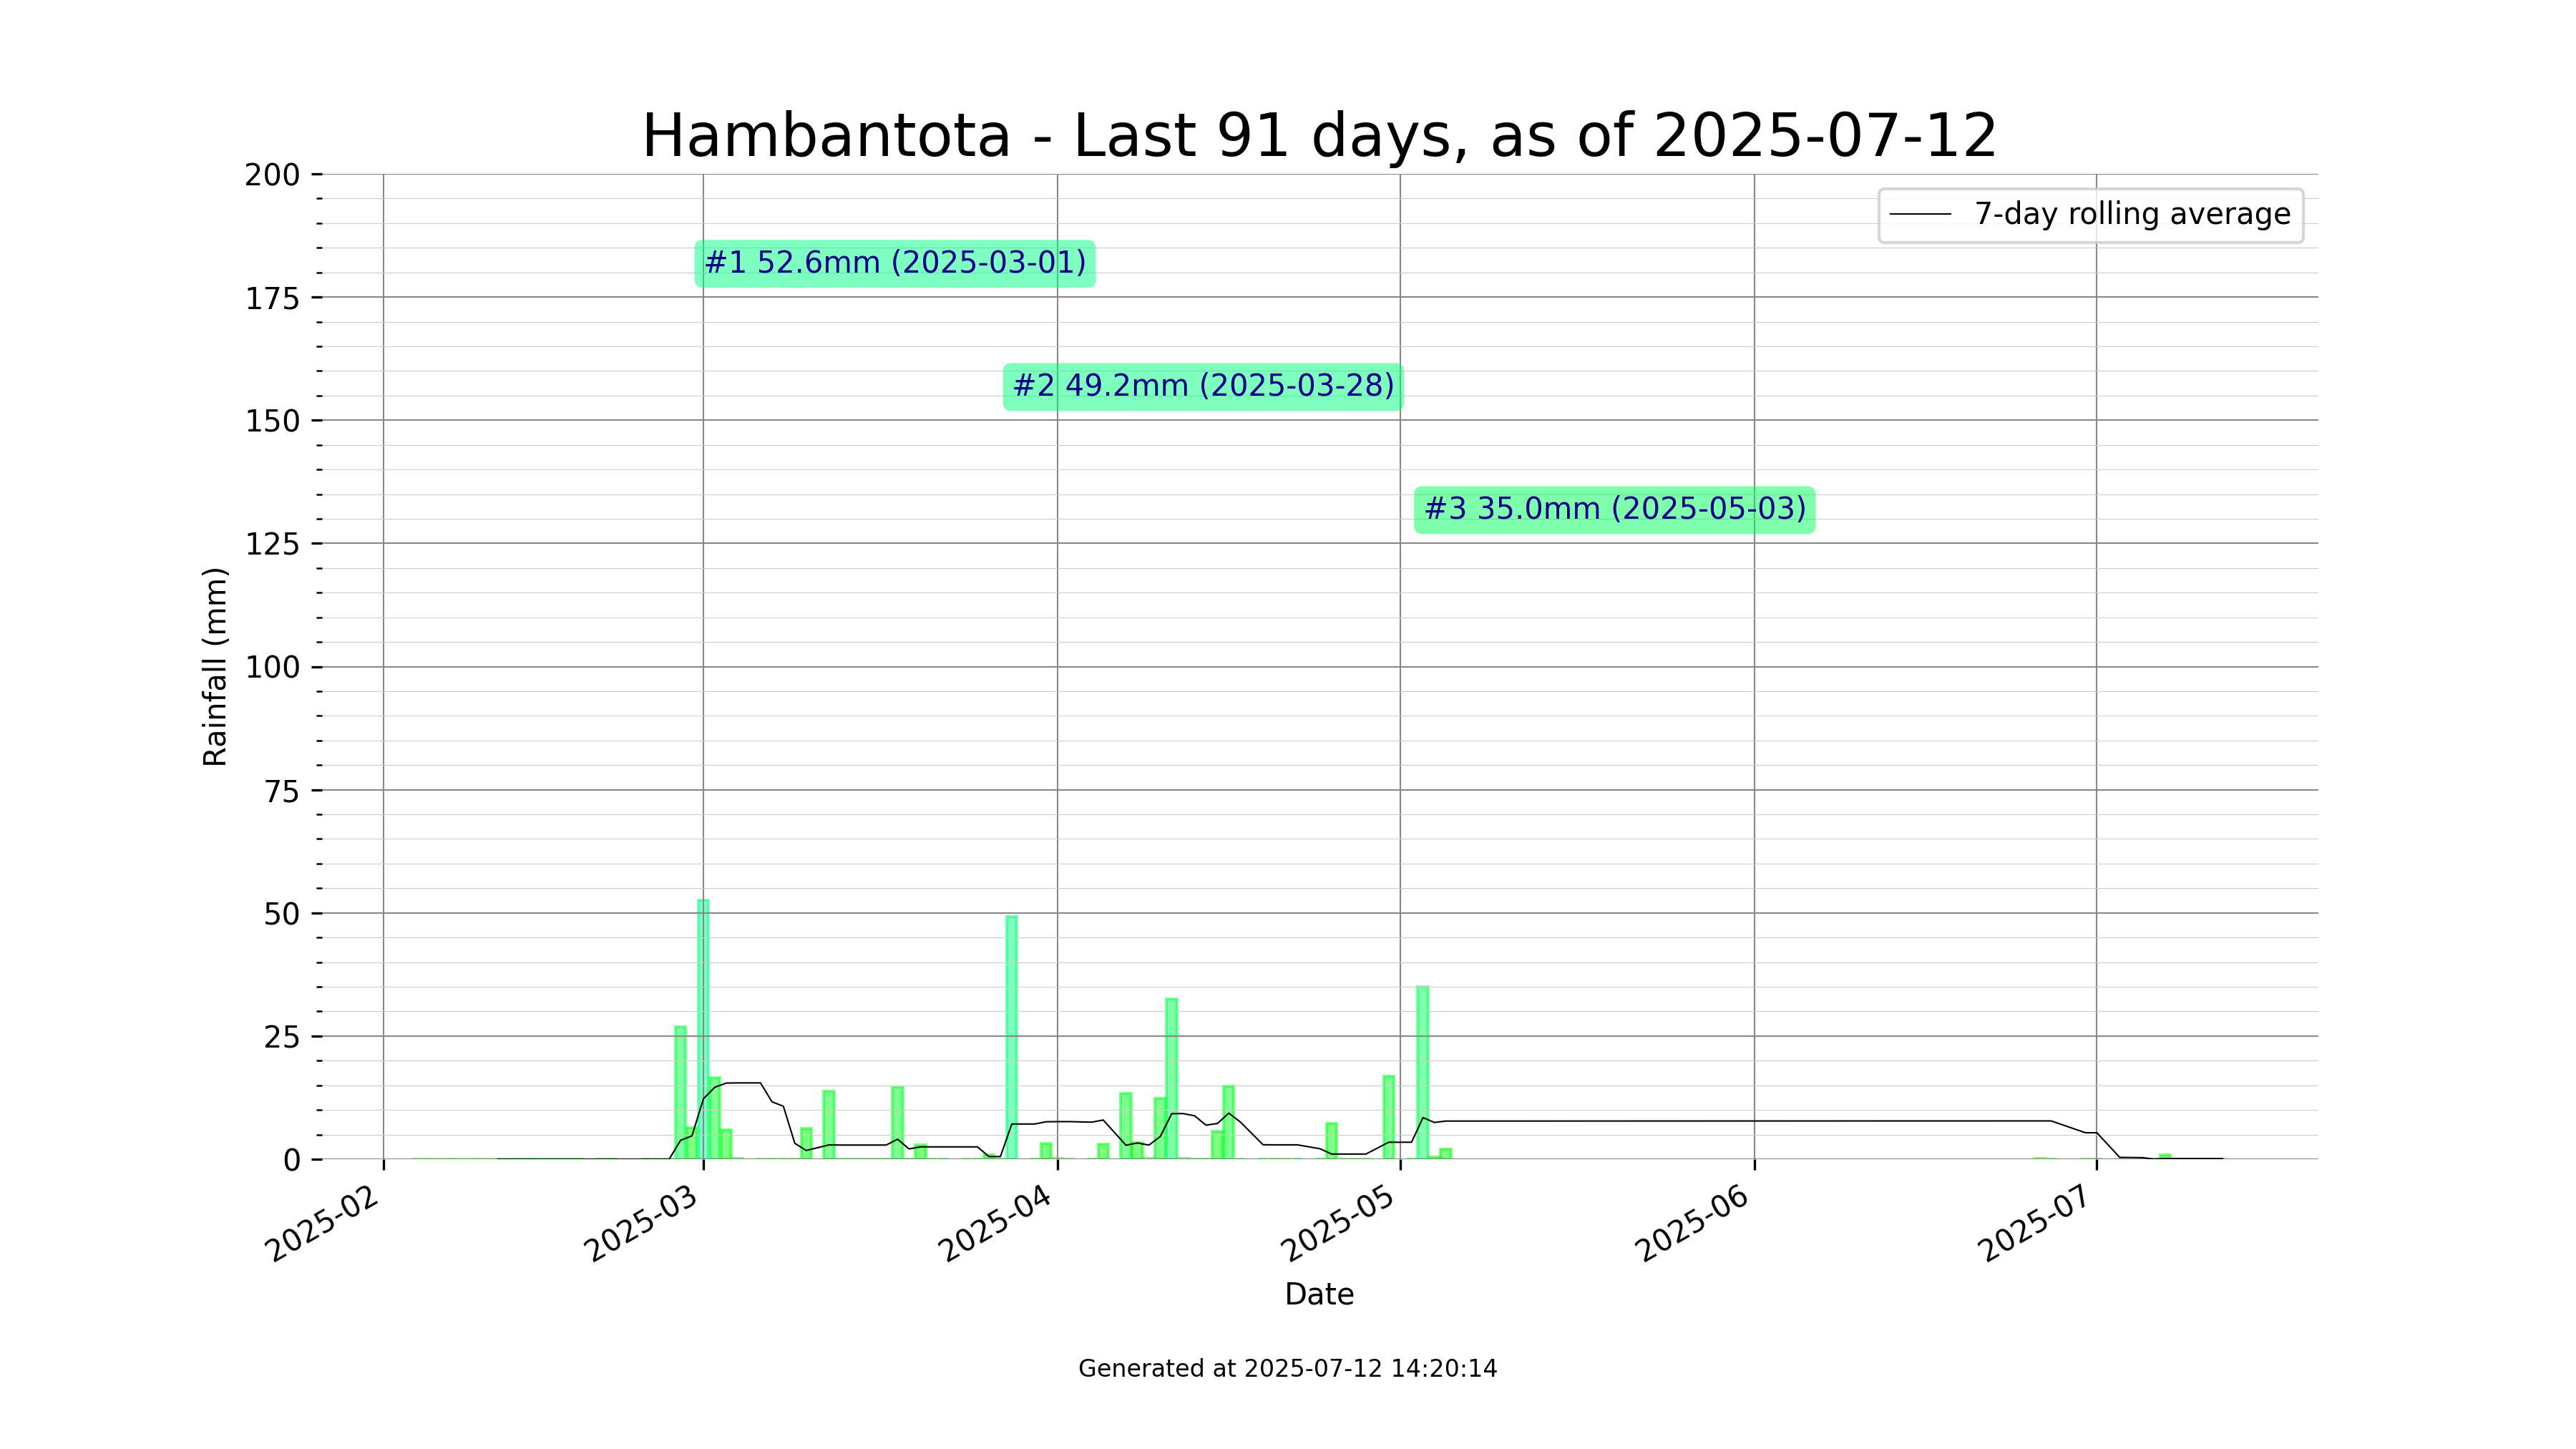 Hambantota - Last 91 days, as of 2025-07-12
7-day rolling average
#1 52.6mm (2025-03-01)
#2 49.2mm (2025-03-28)
#3 35.0mm (2025-05-03)
Rainfall (mm)
200
175
150
125
100
75
50
25
0
2025-02
2025-03
2025-04
2025-05
2025-06
2025-07
Date
Generated at 2025-07-12 14:20:14